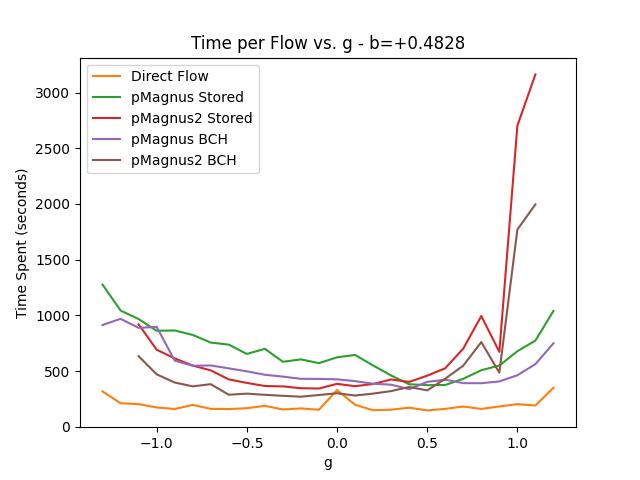 Time per Flow vs. g - b=+0.4828
Direct Flow
pMagnus Stored
pMagnus2 Stored
pMagnus BCH
pMagnus2 BCH
Time Spent (seconds)
3000
2500
2000
1500
1000
500
0
−1.0 −0.5 0.0 0.5 1.0
g